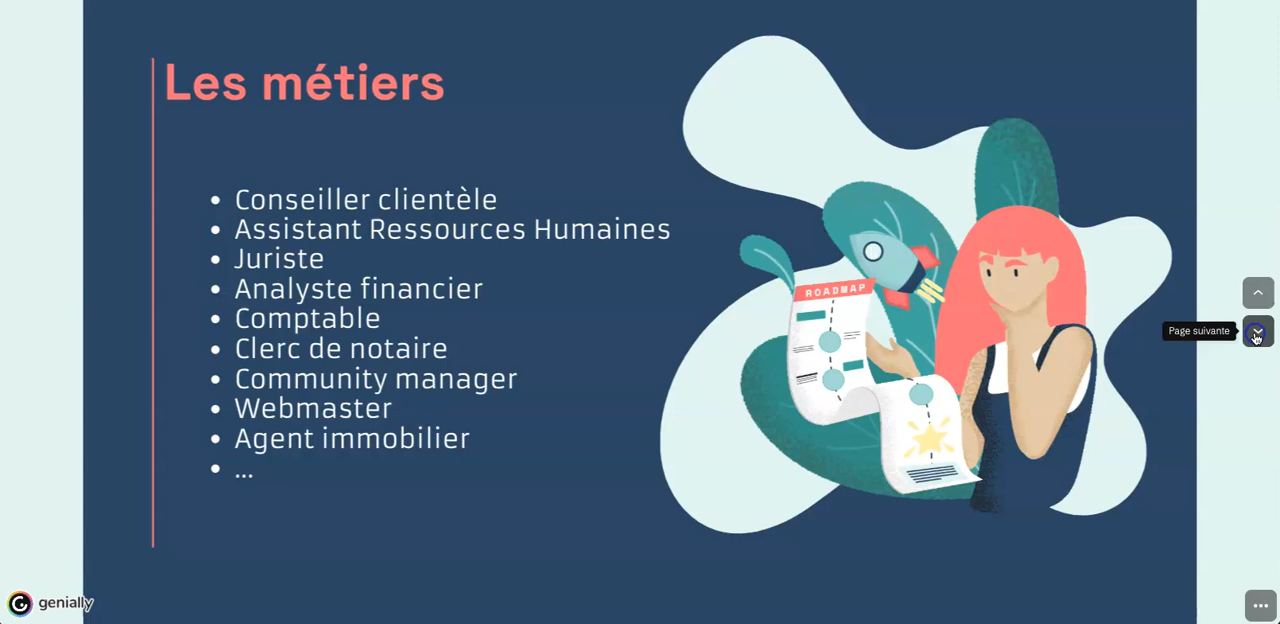 Les métiers
• Conseiller clientèle
• Assistant Ressources Humaines
• Juriste
• Analyste financier
• Comptable
• Clerc de notaire
• Community manager
• Webmaster
• Agent immobilier
• ...
ROADMAP
Page suivante
genially